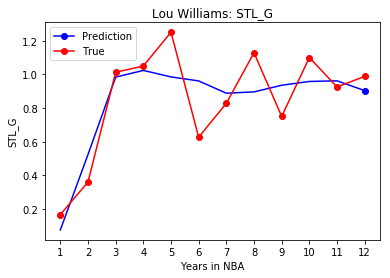 Lou Williams: STL_G
Prediction
True
STL_G
1.2
1.0
0.8
0.6
0.4
0.2
1 2 3 4 5 6 7 8 9 10 11 12
Years in NBA